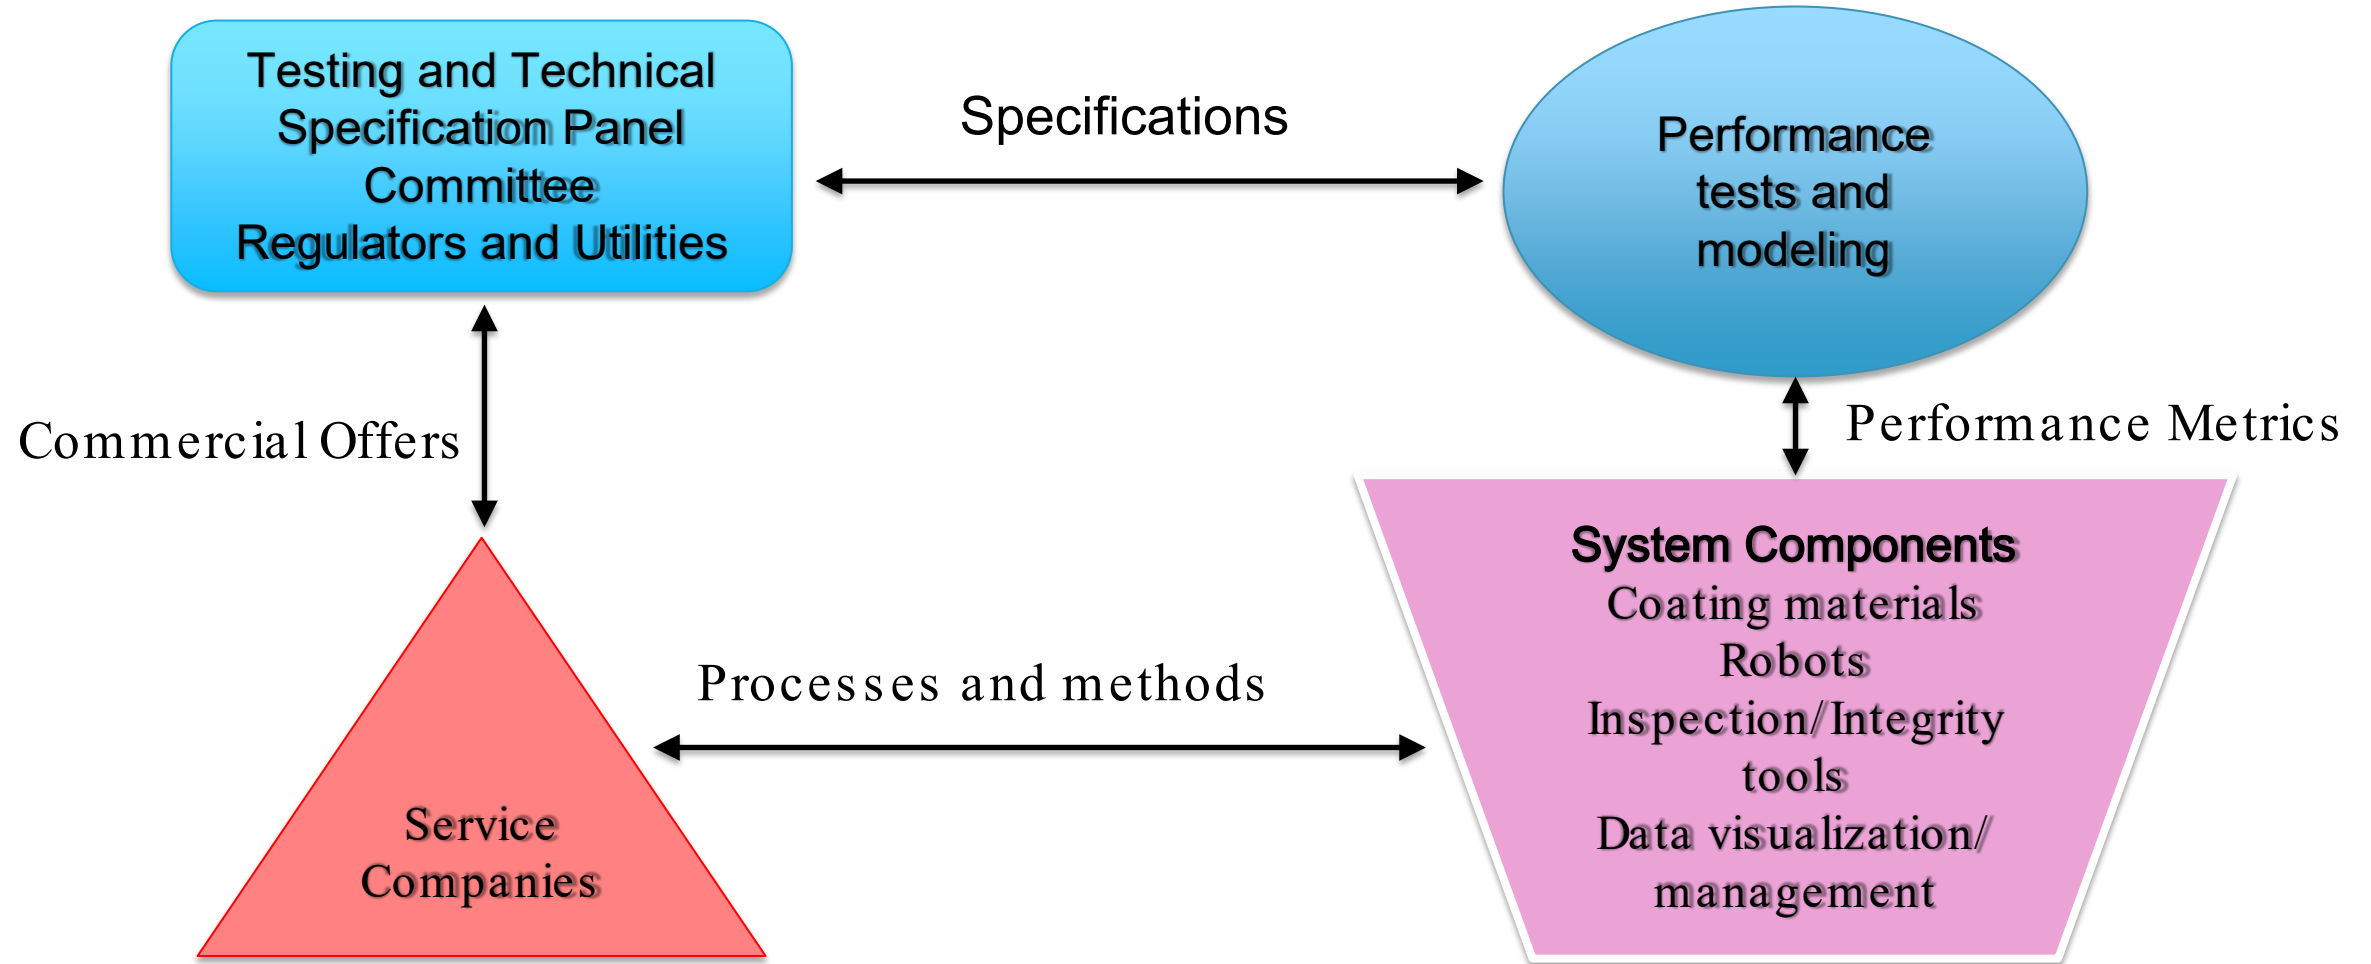 Testing and Technical
Specification Panel
Committee
Regulators and Utilities
Specifications
Performance
tests and
modeling
Commercial Offers
Performance Metrics
Processes and methods
Service
Companies
System Components
Coating materials
Robots
Inspection/Integrity
tools
Data visualization/
management